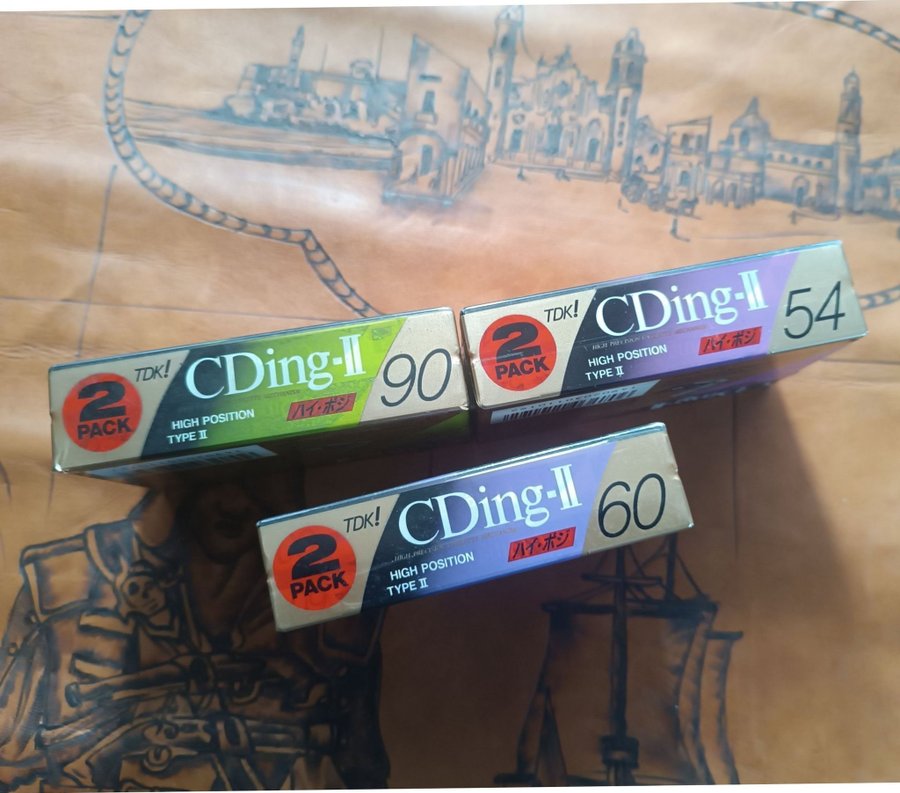 2
PACK
TDK!
CDing-II
HIGH POSITION
TYPE II
ハイ・ポジ
90
2
PACK
TDK!
CDing-II
HIGH POSITION
TYPE II
ハイ・ポジ
54
2
PACK
TDK!
CDing-II
HIGH POSITION
TYPE II
ハイ・ポジ
60